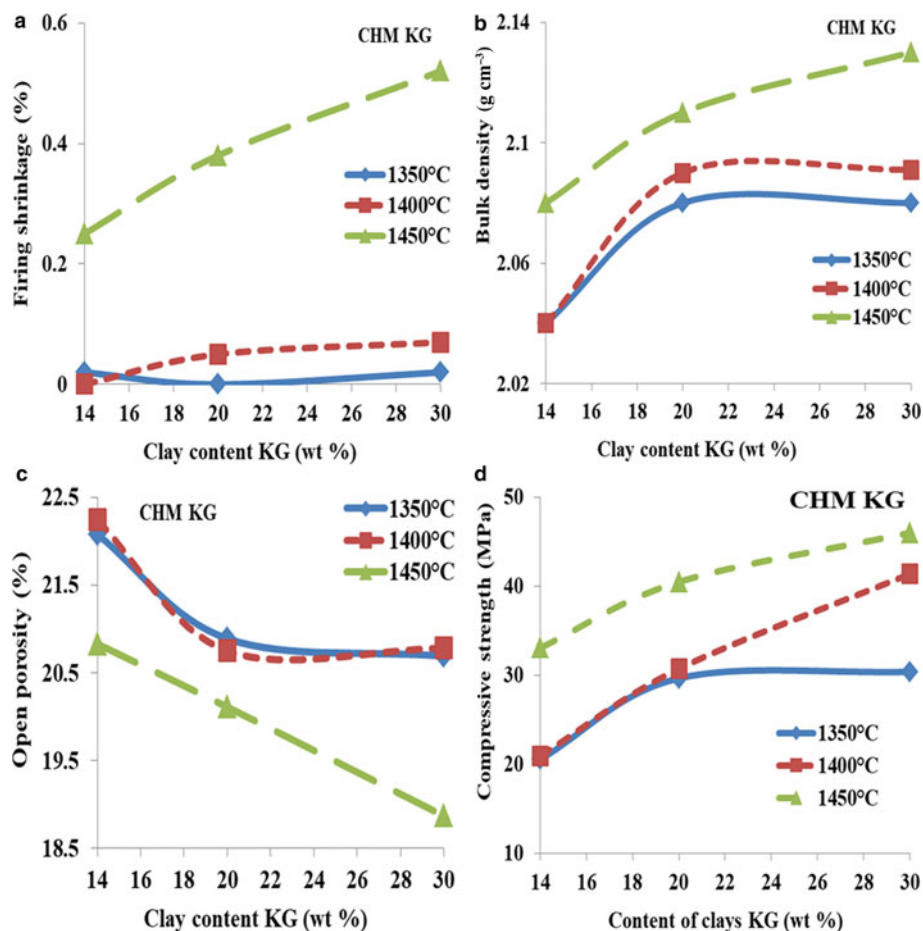 a
CHM KG
Firing shrinkage (%)
0.6
0.4
0.2
0
1350°C
1400°C
1450°C
14 16 18 20 22 24 26 28 30
Clay content KG (wt %)
b
CHM KG
Bulk density (g cm⁻³)
2.14
2.1
2.06
2.02
1350°C
1400°C
1450°C
14 16 18 20 22 24 26 28 30
Clay content KG (wt %)
c
CHM KG
Open porosity (%)
22.5
21.5
20.5
19.5
18.5
1350°C
1400°C
1450°C
14 16 18 20 22 24 26 28 30
Clay content KG (wt %)
d
CHM KG
Compressive strength (MPa)
50
40
30
20
10
1350°C
1400°C
1450°C
14 16 18 20 22 24 26 28 30
Content of clays KG (wt %)